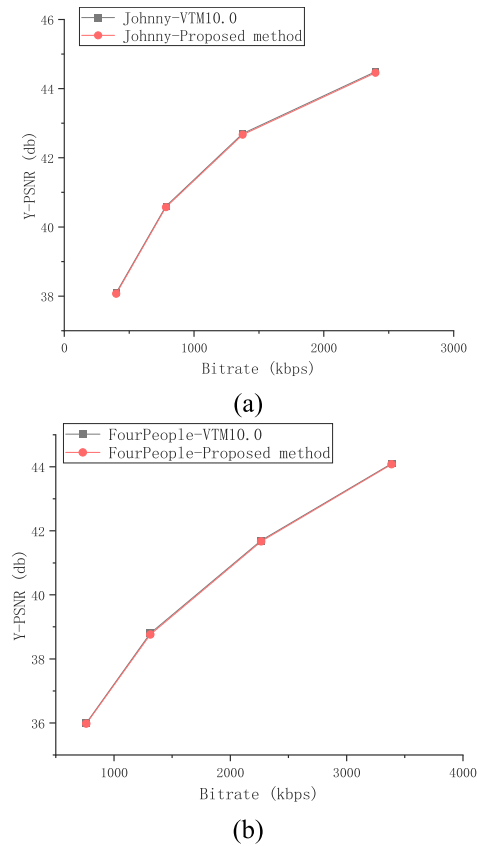 Johnny-VTM10.0
Johnny-Proposed method
46
44
42
40
38
Y-PSNR (db)
0 1000 2000 3000
Bitrate (kbps)
(a)
FourPeople-VTM10.0
FourPeople-Proposed method
44
42
40
38
36
Y-PSNR (db)
1000 2000 3000 4000
Bitrate (kbps)
(b)